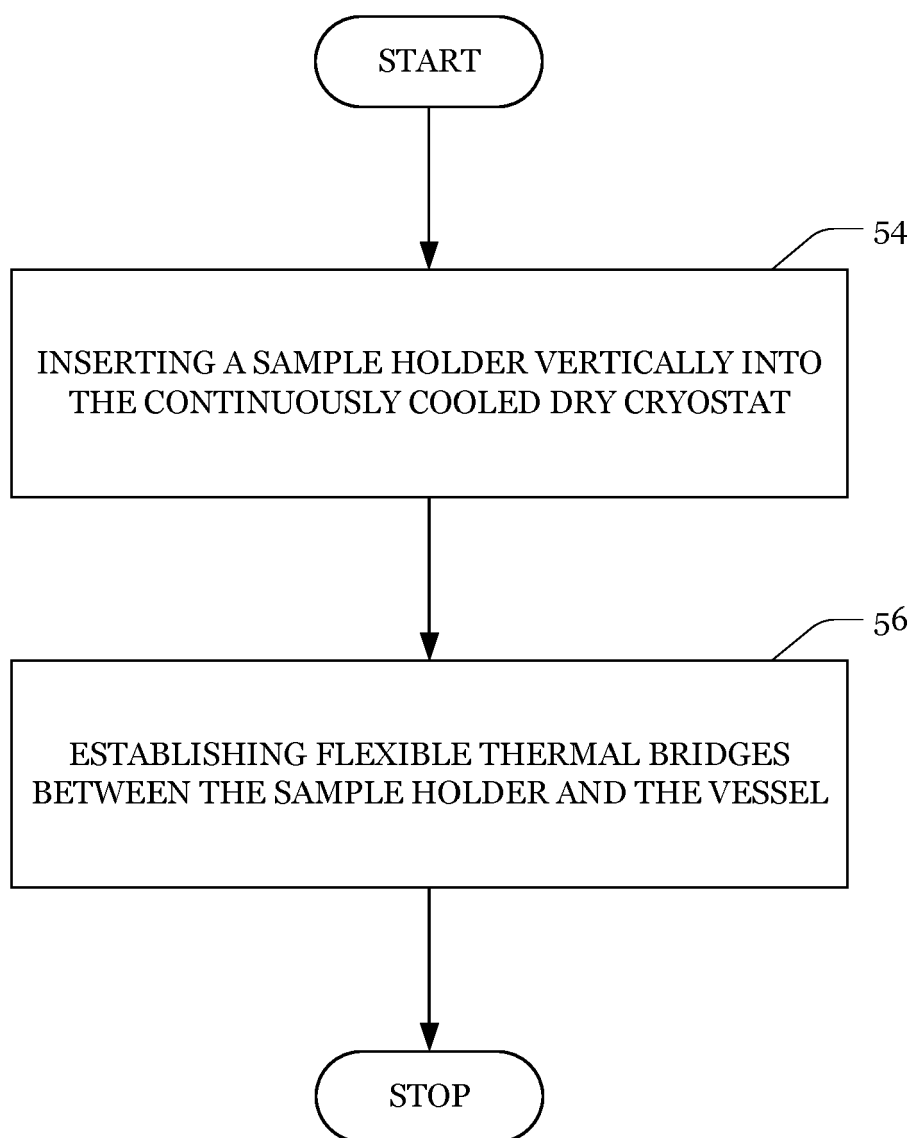 START
54
INSERTING A SAMPLE HOLDER VERTICALLY INTO
THE CONTINUOUSLY COOLED DRY CRYOSTAT
56
ESTABLISHING FLEXIBLE THERMAL BRIDGES
BETWEEN THE SAMPLE HOLDER AND THE VESSEL
STOP